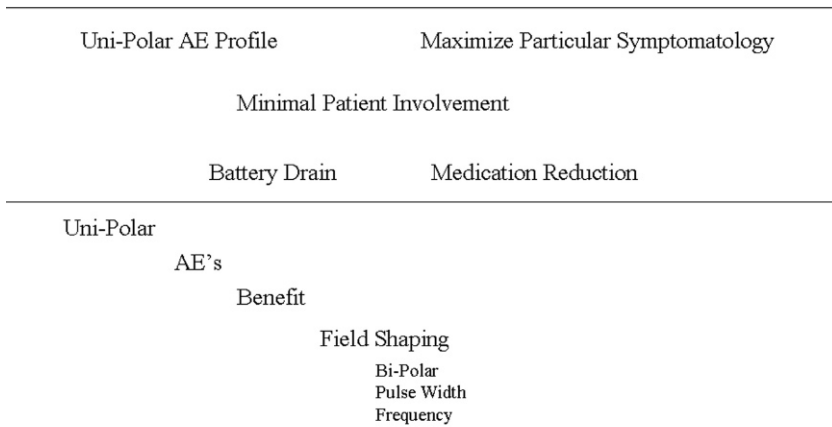 Uni-Polar AE Profile Maximize Particular Symptomatology
Minimal Patient Involvement
Battery Drain Medication Reduction
Uni-Polar
AE's
Benefit
Field Shaping
Bi-Polar
Pulse Width
Frequency